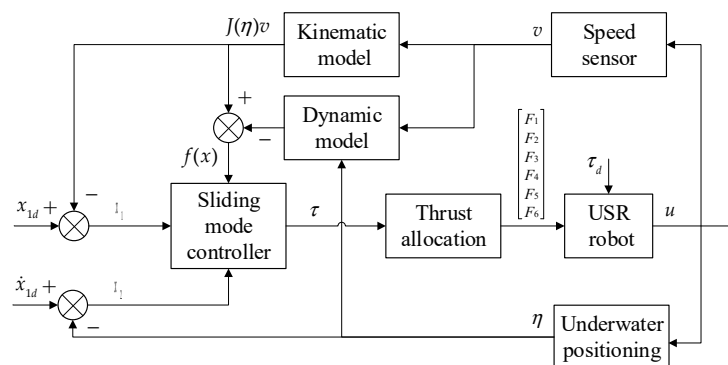 J(η)v
Kinematic
model
v
Speed
sensor
+
−
Dynamic
model
f(x)
F₁
F₂
F₃
F₄
F₅
F₆
τ_d
−
x₁d +
Sliding
mode
controller
τ
Thrust
allocation
USR
robot
u
ẋ₁d +
−
η
Underwater
positioning